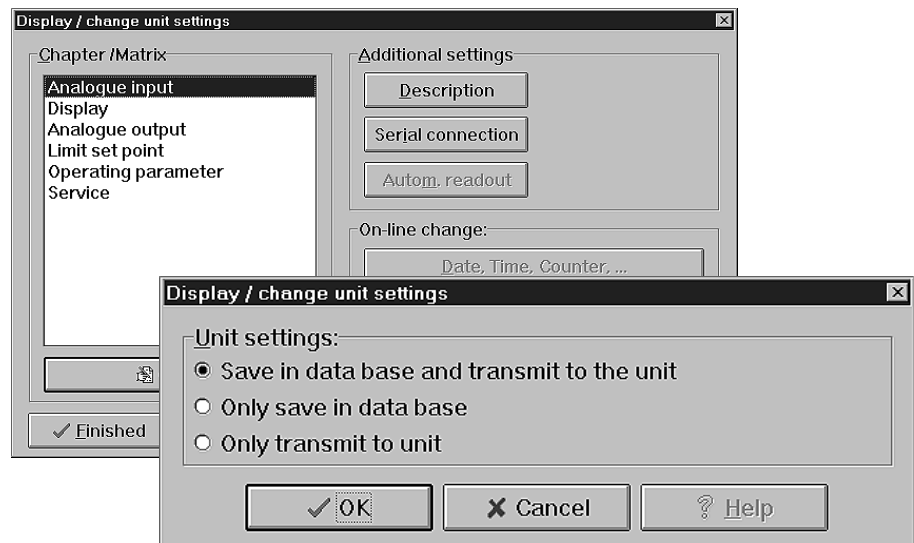 Display / change unit settings
Chapter /Matrix
Analogue input
Display
Analogue output
Limit set point
Operating parameter
Service
Additional settings
Description
Serial connection
Autom. readout
On-line change:
Date, Time, Counter, ...
Finished
Display / change unit settings
Unit settings:
Save in data base and transmit to the unit
Only save in data base
Only transmit to unit
OK
Cancel
? Help